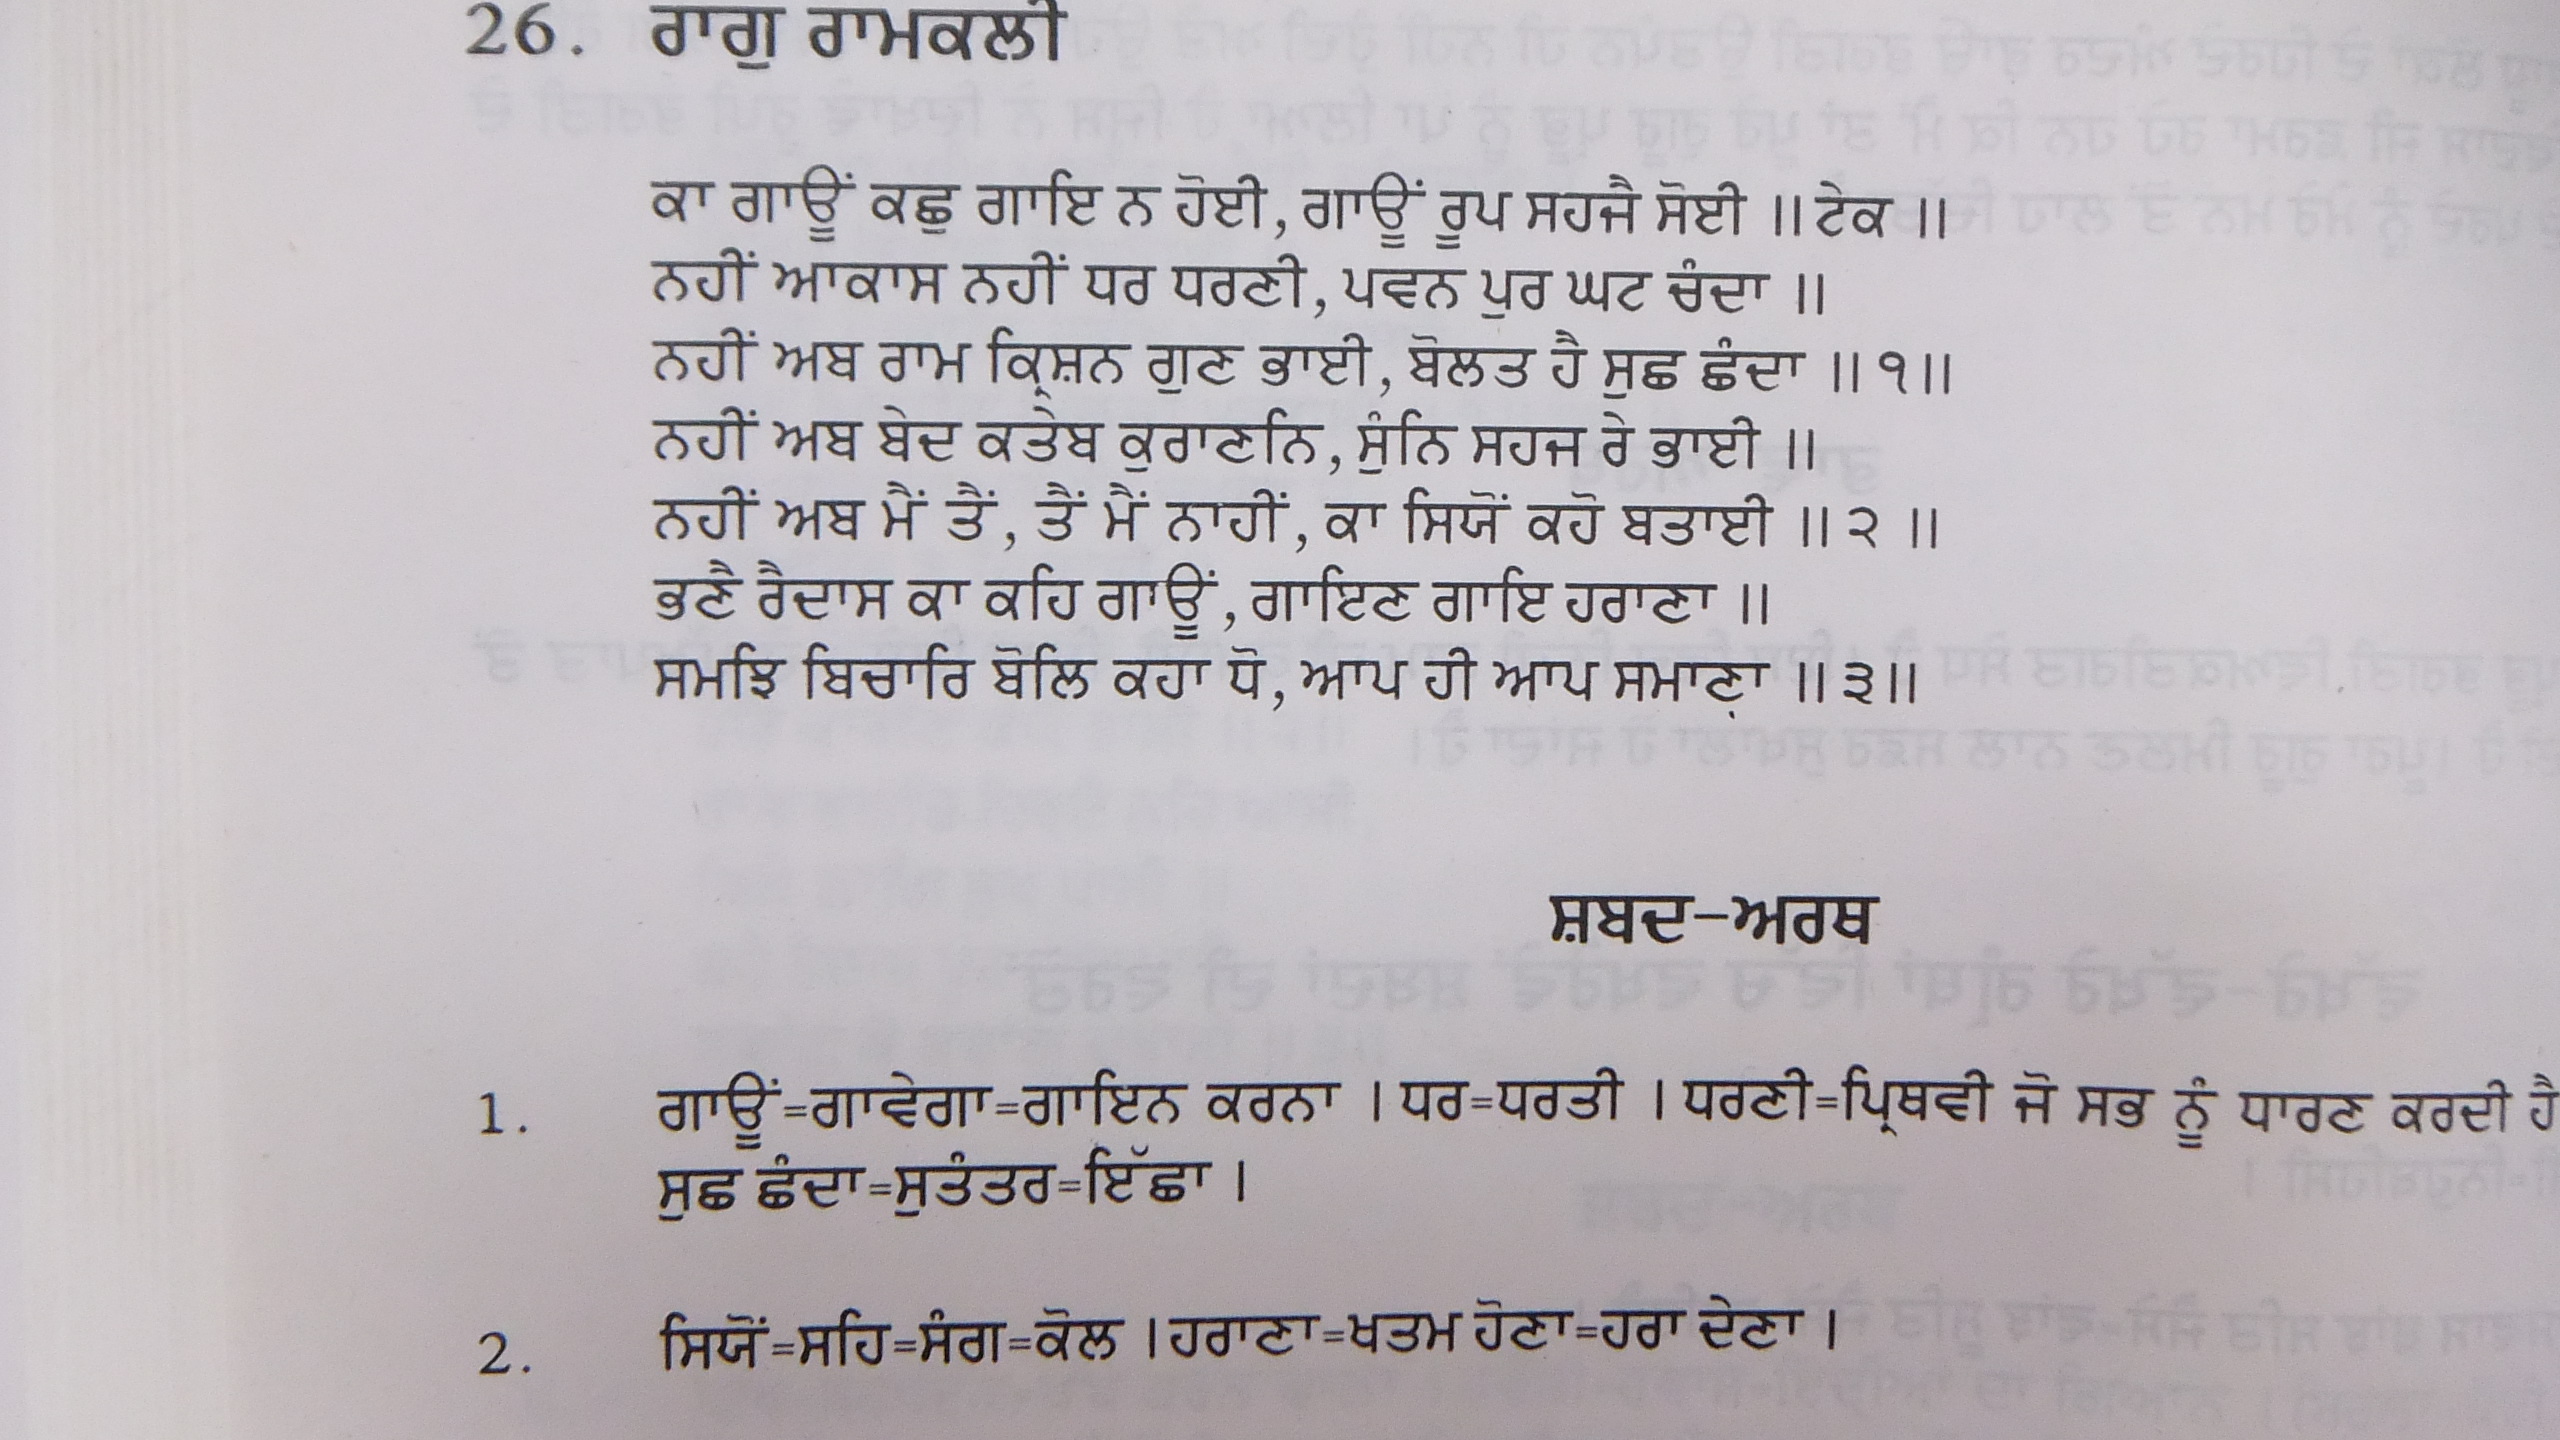 26. ਰਾਗੁ ਰਾਮਕਲੀ
ਕਾ ਗਾਊਂ ਕਛੁ ਗਾਇ ਨ ਹੋਈ, ਗਾਊਂ ਰੂਪ ਸਹਜੈ ਸੋਈ ॥ ਟੇਕ ॥
ਨਹੀਂ ਆਕਾਸ ਨਹੀਂ ਧਰ ਧਰਣੀ, ਪਵਨ ਪੁਰ ਘਟ ਚੰਦਾ ॥
ਨਹੀਂ ਅਬ ਰਾਮ ਕ੍ਰਿਸ਼ਨ ਗੁਣ ਭਾਈ, ਬੋਲਤ ਹੈ ਸੁਛ ਛੰਦਾ ॥ ੧॥
ਨਹੀਂ ਅਬ ਬੇਦ ਕਤੇਬ ਕੁਰਾਣਨਿ, ਸੁੰਨਿ ਸਹਜ ਰੇ ਭਾਈ ॥
ਨਹੀਂ ਅਬ ਮੈਂ ਤੈਂ, ਤੈਂ ਮੈਂ ਨਾਹੀਂ, ਕਾ ਸਿਯੋਂ ਕਹੋ ਬਤਾਈ ॥ ੨ ॥
ਭਣੈ ਰੈਦਾਸ ਕਾ ਕਹਿ ਗਾਊਂ, ਗਾਇਣ ਗਾਇ ਹਰਾਣਾ ॥
ਸਮਝਿ ਬਿਚਾਰਿ ਬੋਲਿ ਕਹਾ ਧੋ, ਆਪ ਹੀ ਆਪ ਸਮਾਣਾ ॥ ੩॥
ਸ਼ਬਦ-ਅਰਥ
1. ਗਾਊਂ=ਗਾਵੇਗਾ=ਗਾਇਨ ਕਰਨਾ । ਧਰ=ਧਰਤੀ । ਧਰਣੀ=ਪ੍ਰਿਥਵੀ ਜੋ ਸਭ ਨੂੰ ਧਾਰਣ ਕਰਦੀ ਹੈ
ਸੁਛ ਛੰਦਾ=ਸੁਤੰਤਰ=ਇੱਛਾ ।
2. ਸਿਯੋਂ=ਸਹਿ=ਸੰਗ=ਕੋਲ । ਹਰਾਣਾ=ਖਤਮ ਹੋਣਾ=ਹਰਾ ਦੇਣਾ ।